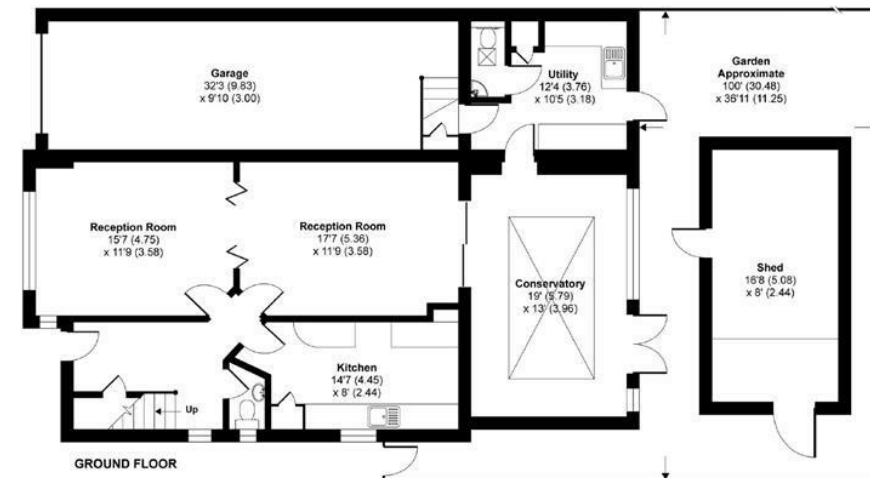 Garage
32'3 (9.83)
x 9'10 (3.00)
Utility
12'4 (3.76)
x 10'5 (3.18)
Garden
Approximate
100' (30.48)
x 36'11 (11.25)
Reception Room
15'7 (4.75)
x 11'9 (3.58)
Reception Room
17'7 (5.36)
x 11'9 (3.58)
Conservatory
19' (5.79)
x 13' (3.96)
Shed
16'8 (5.08)
x 8' (2.44)
Kitchen
14'7 (4.45)
x 8' (2.44)
Up
GROUND FLOOR